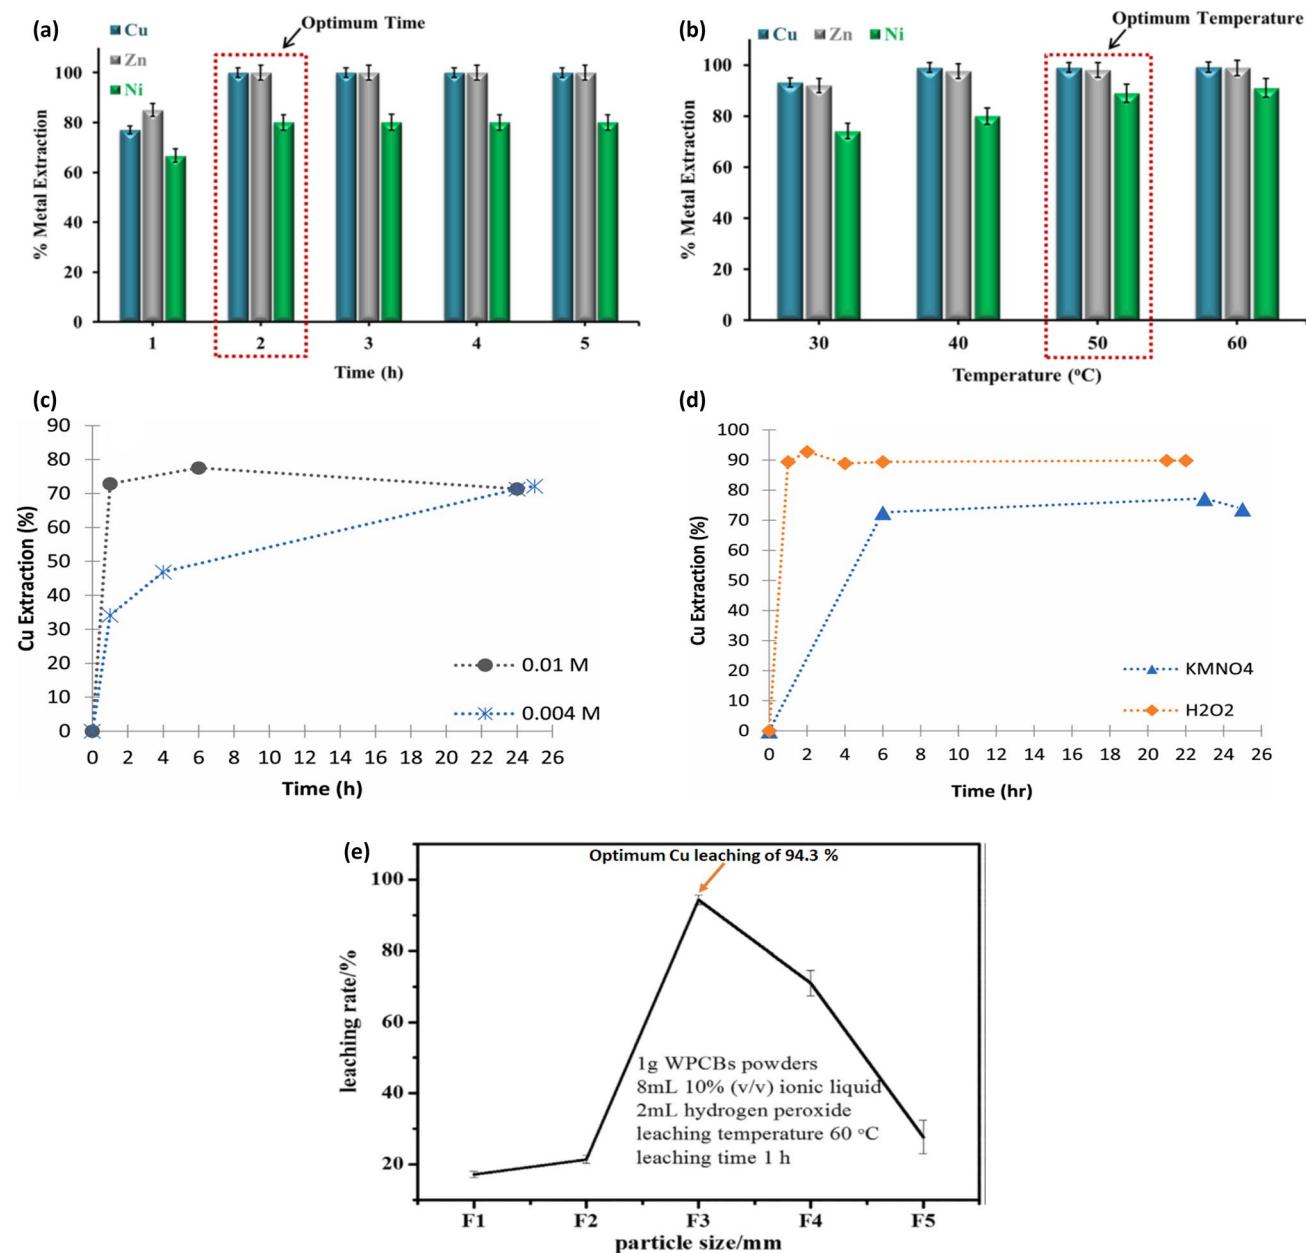 (a)
Optimum Time
Cu
Zn
Ni
100
80
60
40
20
0
% Metal Extraction
1 2 3 4 5
Time (h)
(b)
Optimum Temperature
Cu Zn Ni
100
80
60
40
20
0
% Metal Extraction
30 40 50 60
Temperature (°C)
(c)
90
80
70
60
50
40
30
20
10
0
Cu Extraction (%)
0.01 M
0.004 M
0 2 4 6 8 10 12 14 16 18 20 22 24 26
Time (h)
(d)
100
90
80
70
60
50
40
30
20
10
0
Cu Extraction (%)
KMNO4
H2O2
0 2 4 6 8 10 12 14 16 18 20 22 24 26
Time (hr)
(e)
Optimum Cu leaching of 94.3 %
100
80
60
40
20
leaching rate/%
1g WPCBs powders
8mL 10% (v/v) ionic liquid
2mL hydrogen peroxide
leaching temperature 60 °C
leaching time 1 h
F1 F2 F3 F4 F5
particle size/mm